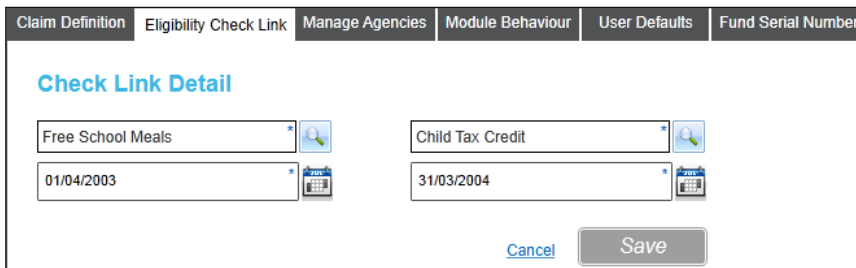 Claim Definition Eligibility Check Link Manage Agencies Module Behaviour User Defaults Fund Serial Number
Check Link Detail
Free School Meals * Child Tax Credit *
01/04/2003 * 31/03/2004 *
Cancel Save